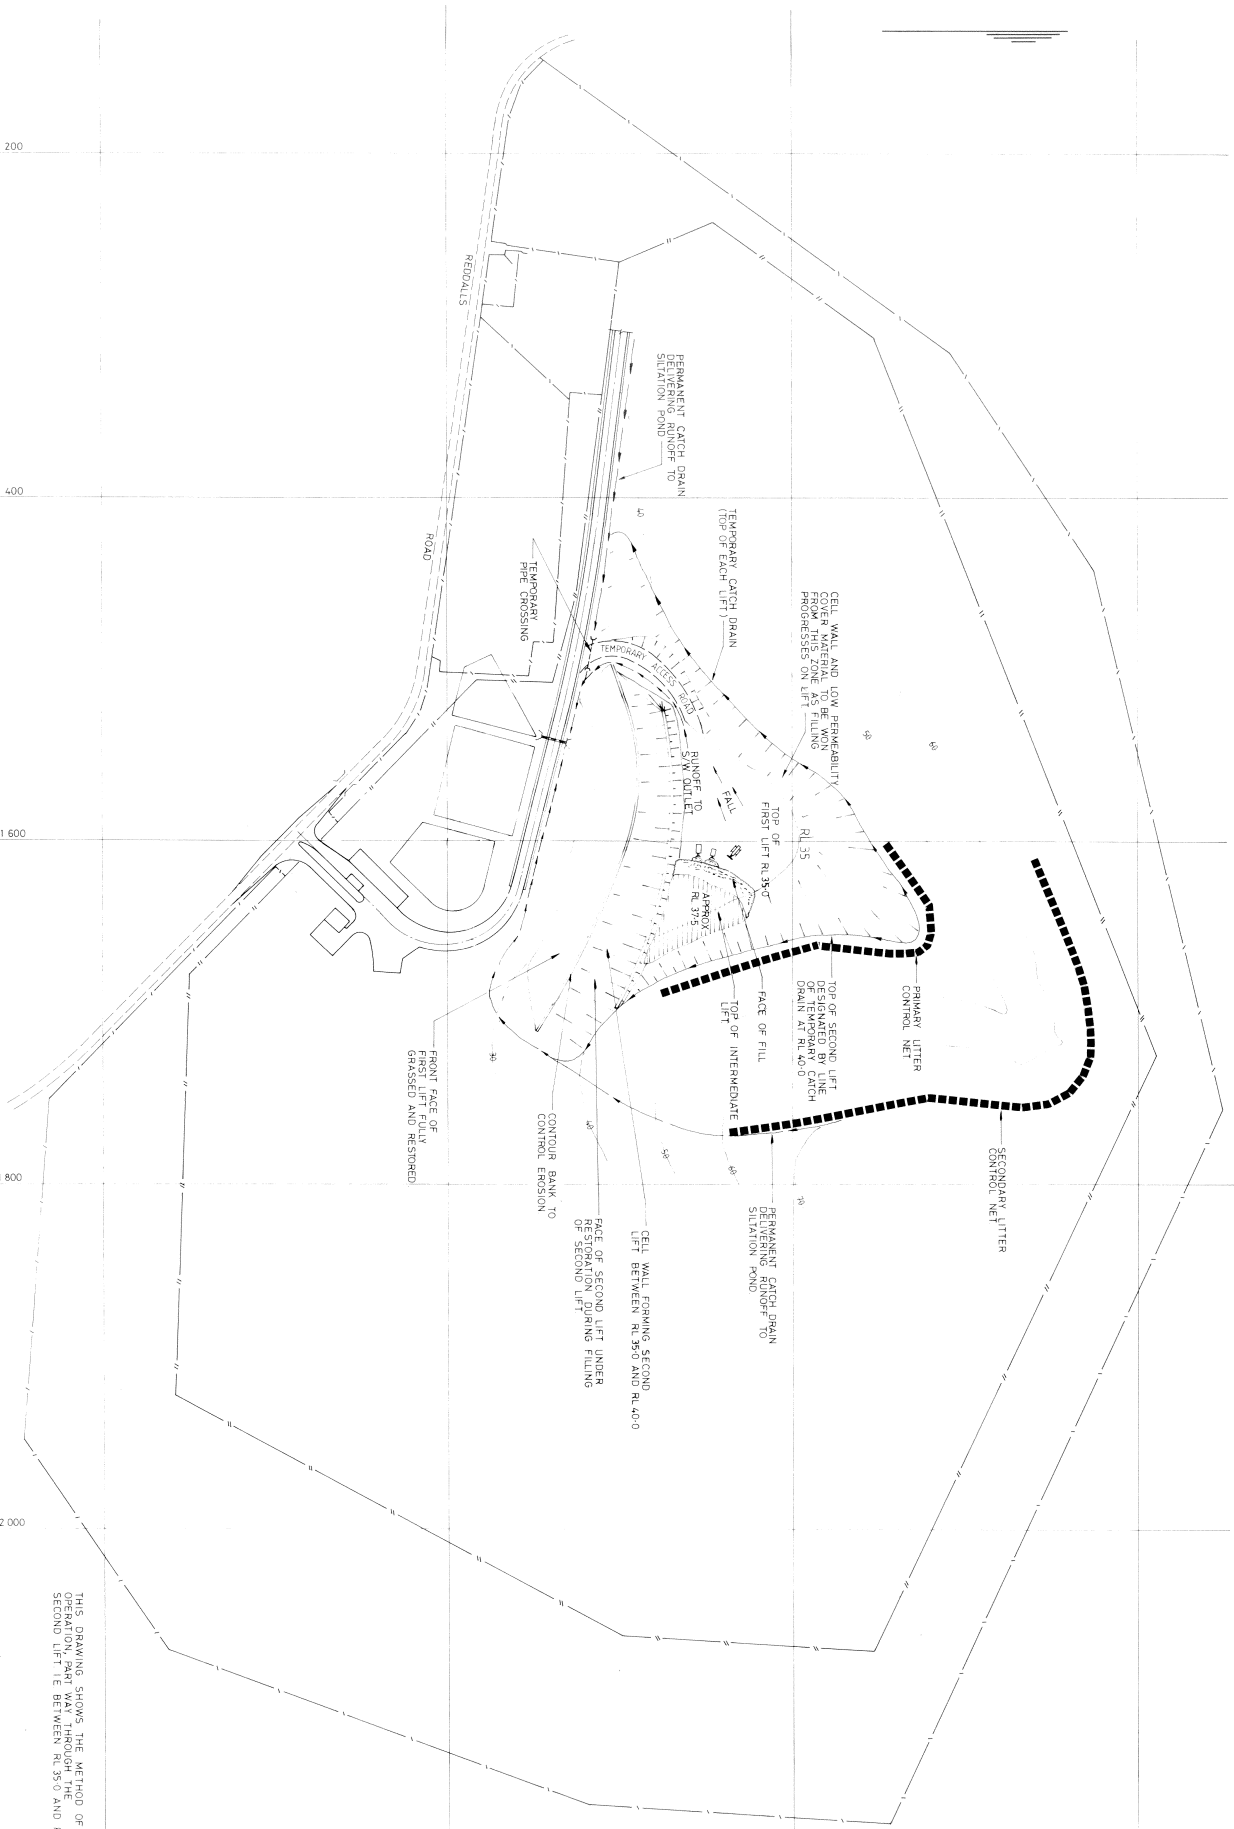 200
400
1 600
1 800
2 000
REDDALLS
ROAD
PERMANENT CATCH DRAIN
DELIVERING RUNOFF TO
SILTATION POND
TEMPORARY CATCH DRAIN
(TOP OF EACH LIFT)
CELL WALL AND LOW PERMEABILITY
COVER MATERIAL TO BE WON
FROM THIS ZONE AS FILLING
PROGRESSES ON LIFT
TEMPORARY
PIPE CROSSING
TEMPORARY ACCESS ROAD
RUNOFF TO
S/W OUTLET
FALL
TOP OF
FIRST LIFT RL 35·0
RL 35
APPROX
RL 37·5
40
50
60
PRIMARY LITTER
CONTROL NET
TOP OF SECOND LIFT
DESIGNATED BY LINE
OF TEMPORARY CATCH
DRAIN AT RL 40·0
FACE OF FILL
TOP OF INTERMEDIATE
LIFT
SECONDARY LITTER
CONTROL NET
PERMANENT CATCH DRAIN
DELIVERING RUNOFF TO
SILTATION POND
30
40
50
60
70
CELL WALL FORMING SECOND
LIFT BETWEEN RL 35·0 AND RL 40·0
FACE OF SECOND LIFT UNDER
RESTORATION DURING FILLING
OF SECOND LIFT
CONTOUR BANK TO
CONTROL EROSION
FRONT FACE OF
FIRST LIFT FULLY
GRASSED AND RESTORED
THIS DRAWING SHOWS THE METHOD OF
OPERATION, PART WAY THROUGH THE
SECOND LIFT I.E BETWEEN RL 35·0 AND